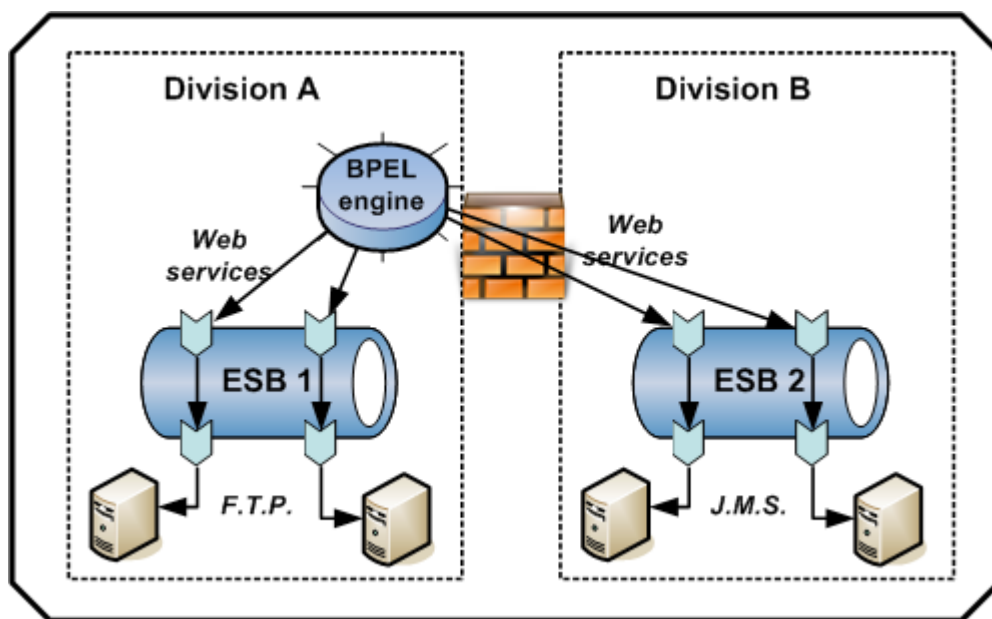 Division A
Division B
BPEL
engine
Web
services
Web
services
ESB 1
ESB 2
F.T.P.
J.M.S.